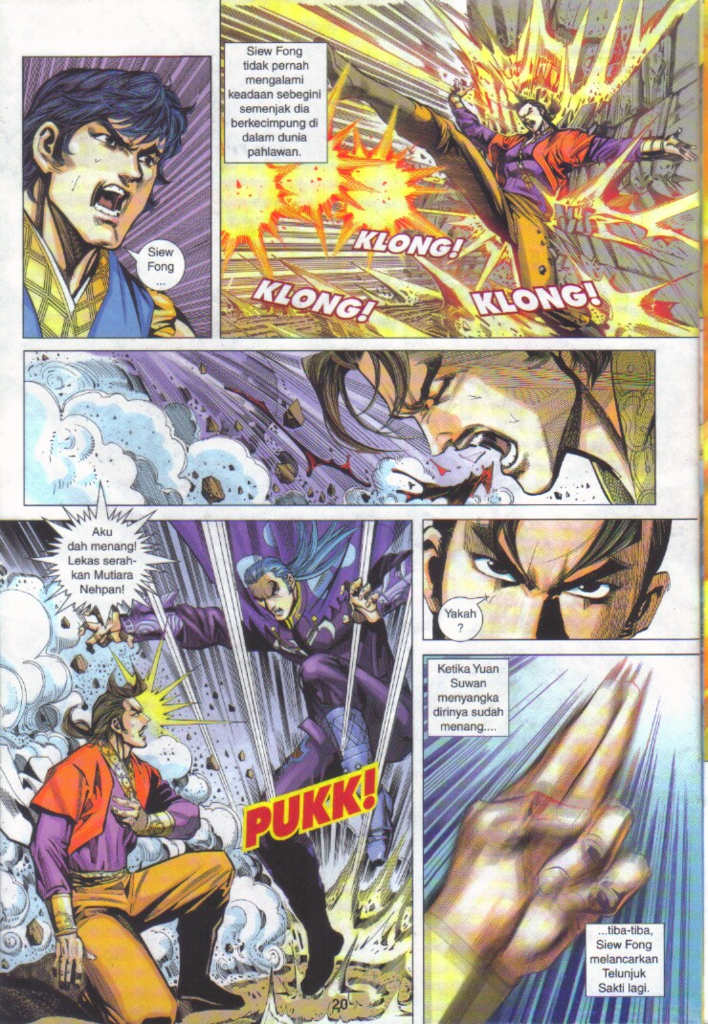 Siew Fong
tidak pernah
mengalami
keadaan sebegini
semenjak dia
berkecimpung di
dalam dunia
pahlawan.
Siew
Fong
...
KLONG!
KLONG!
KLONG!
Aku
dah menang!
Lekas serah-
kan Mutiara
Nehpan!
PUKK!
Yakah
?
Ketika Yuan
Suwan
menyangka
dirinya sudah
menang....
...tiba-tiba,
Siew Fong
melancarkan
Telunjuk
Sakti lagi.
20